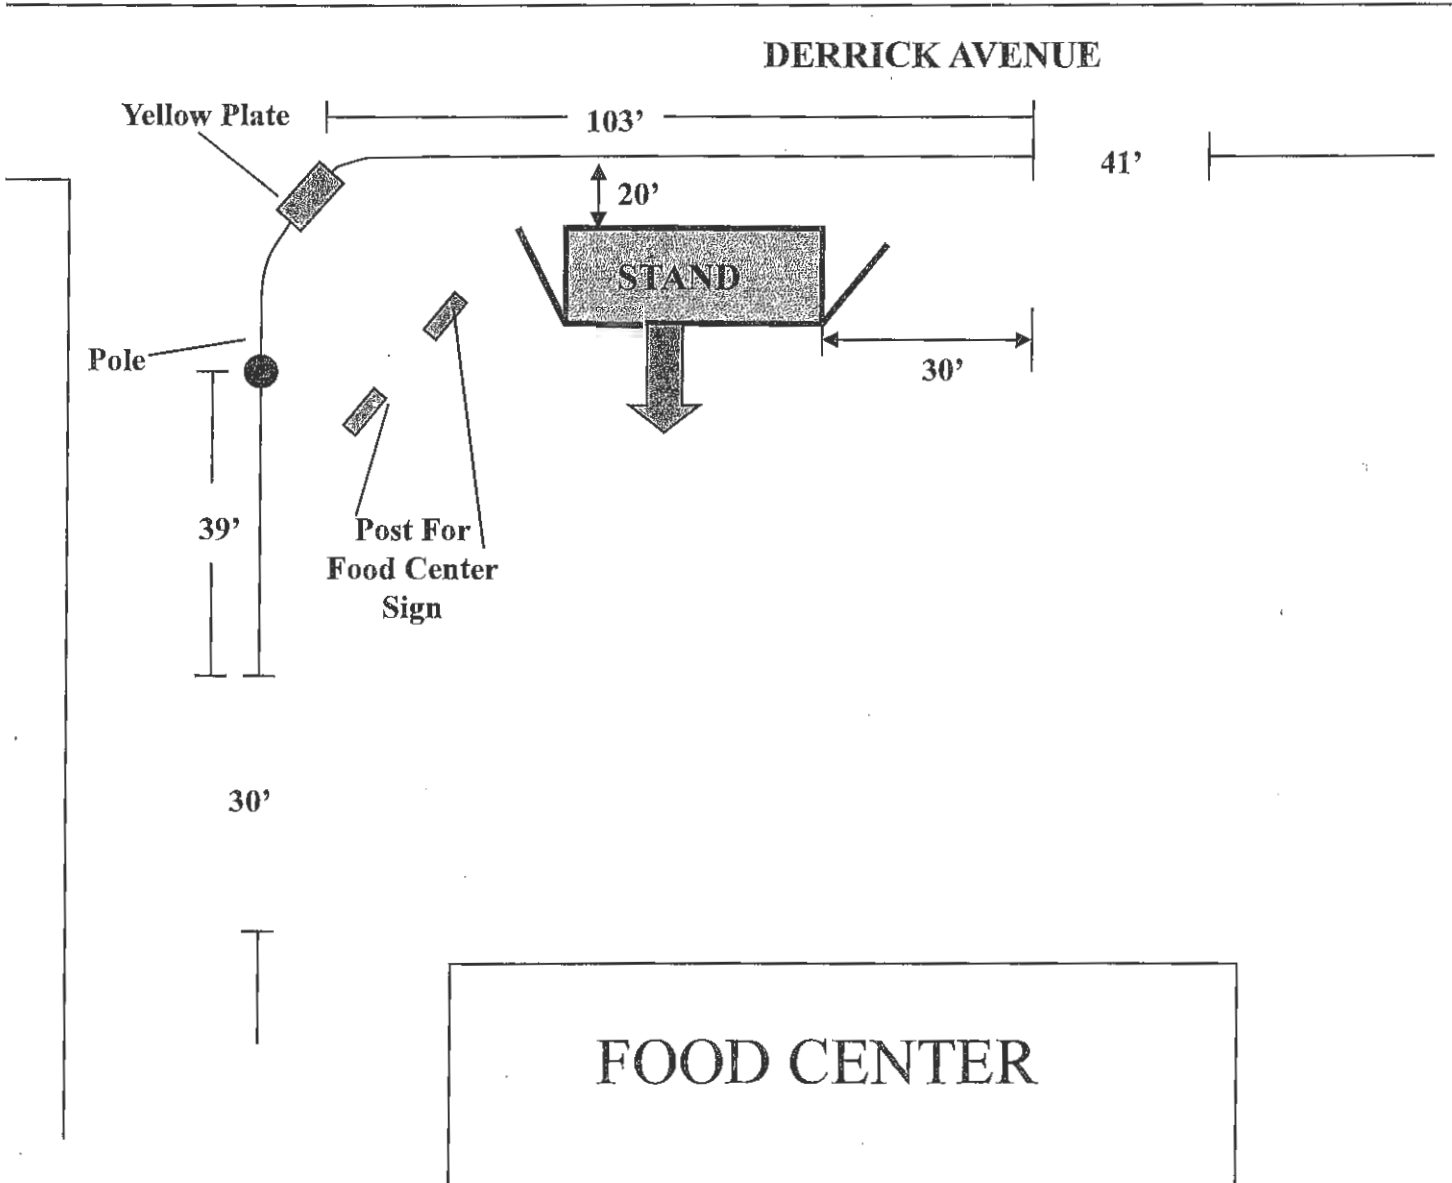 DERRICK AVENUE
Yellow Plate
103’
41’
20’
STAND
Pole
30’
39’
Post For
Food Center
Sign
30’
FOOD CENTER